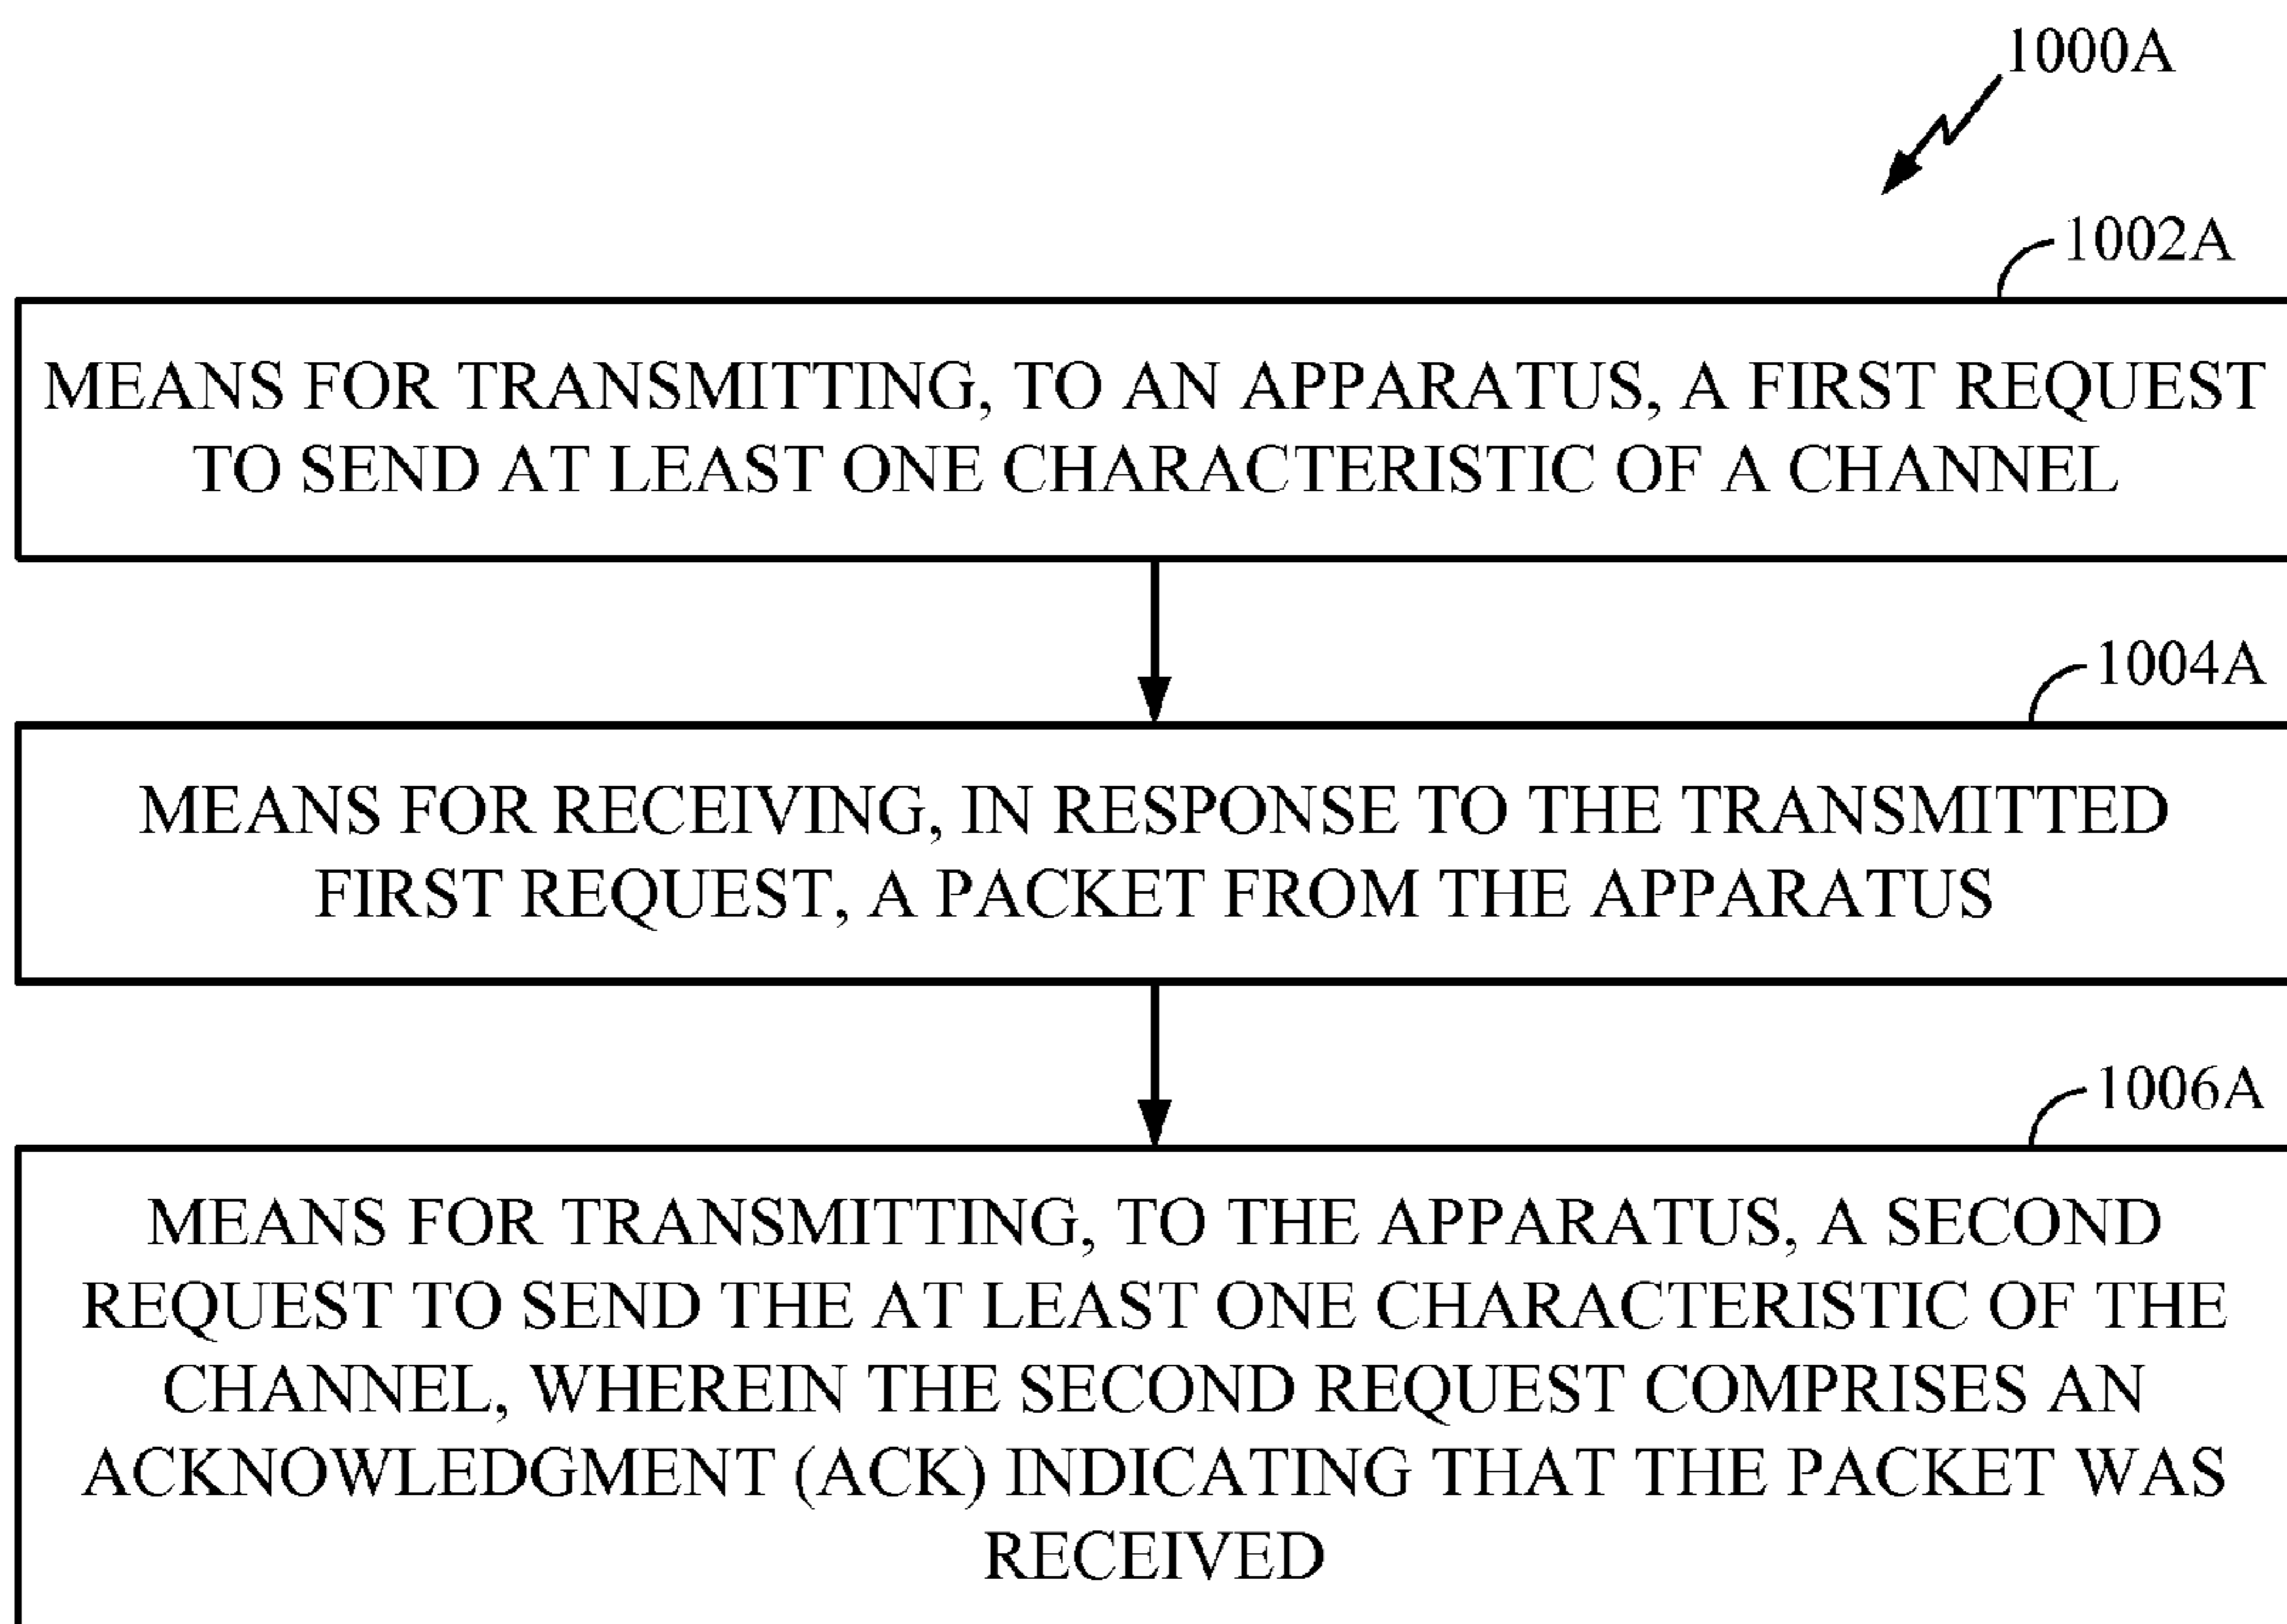 1000A
1002A
MEANS FOR TRANSMITTING, TO AN APPARATUS, A FIRST REQUEST
TO SEND AT LEAST ONE CHARACTERISTIC OF A CHANNEL
1004A
MEANS FOR RECEIVING, IN RESPONSE TO THE TRANSMITTED
FIRST REQUEST, A PACKET FROM THE APPARATUS
1006A
MEANS FOR TRANSMITTING, TO THE APPARATUS, A SECOND
REQUEST TO SEND THE AT LEAST ONE CHARACTERISTIC OF THE
CHANNEL, WHEREIN THE SECOND REQUEST COMPRISES AN
ACKNOWLEDGMENT (ACK) INDICATING THAT THE PACKET WAS
RECEIVED